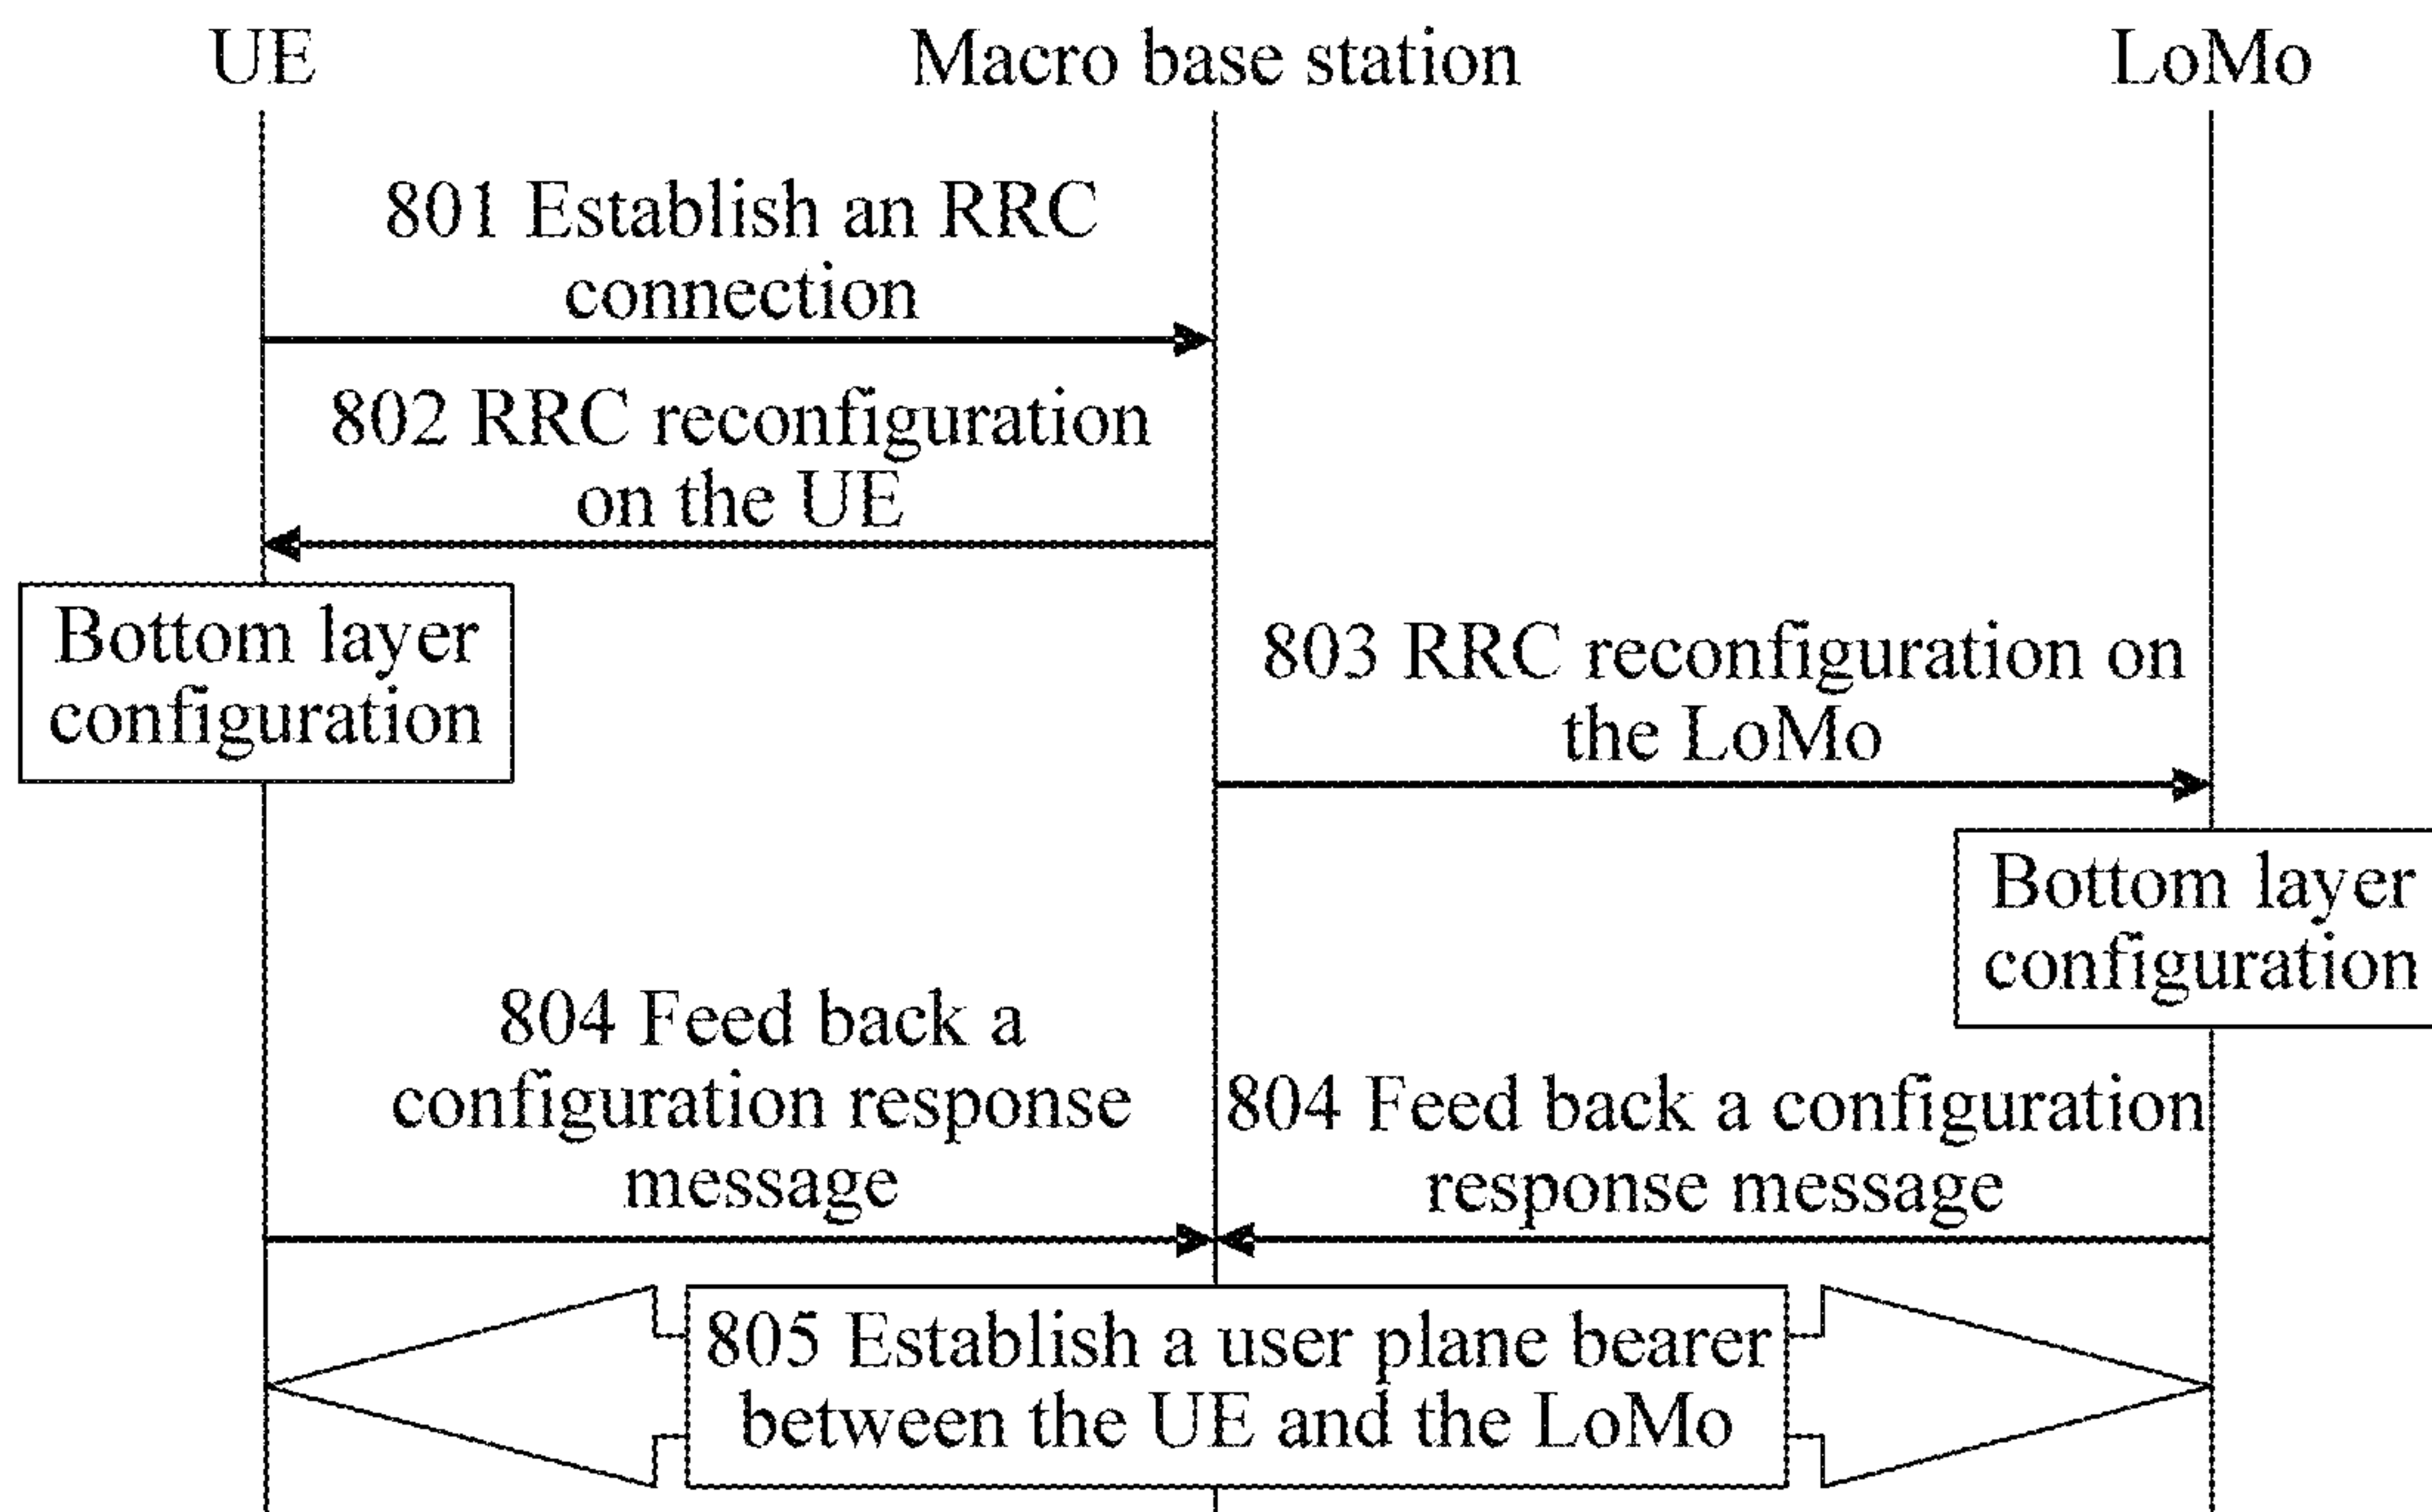 UE
Macro base station
LoMo
801 Establish an RRC
connection
802 RRC reconfiguration
on the UE
Bottom layer
configuration
803 RRC reconfiguration on
the LoMo
Bottom layer
configuration
804 Feed back a
configuration response
message
804 Feed back a configuration
response message
805 Establish a user plane bearer
between the UE and the LoMo